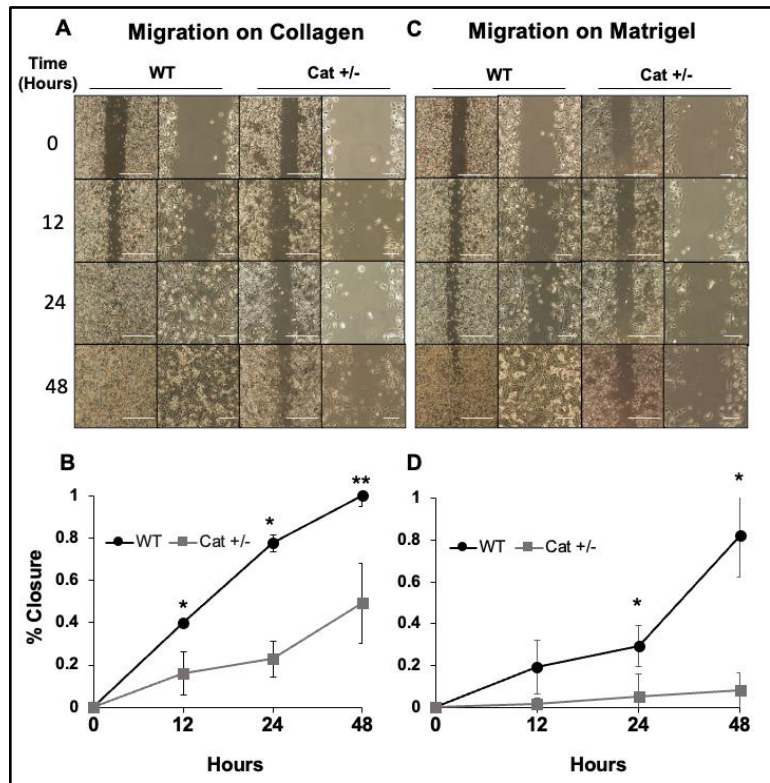 A Migration on Collagen C Migration on Matrigel
Time
(Hours)
WT Cat +/- WT Cat +/-
0
12
24
48
B D
1 ** 1 *
0.8 * 0.8
WT Cat +/- WT Cat +/-
0.6 0.6
% Closure
0.4 * 0.4 *
0.2 0.2
0 0
0 12 24 48 0 12 24 48
Hours Hours